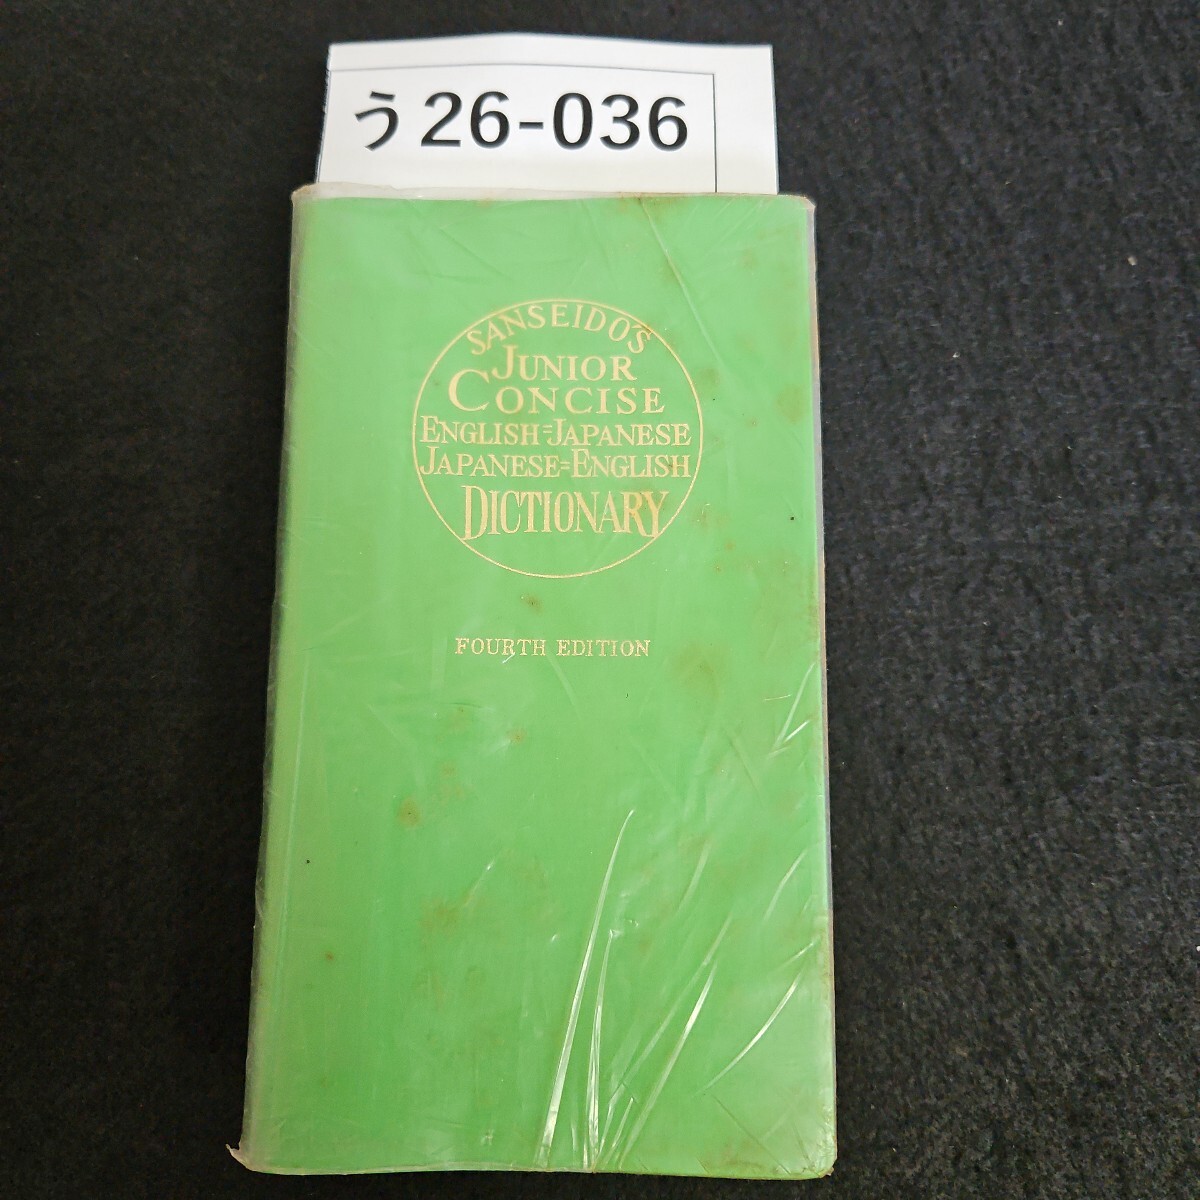 う26-036
SANSEIDO'S
JUNIOR
CONCISE
ENGLISH=JAPANESE
JAPANESE=ENGLISH
DICTIONARY
FOURTH EDITION